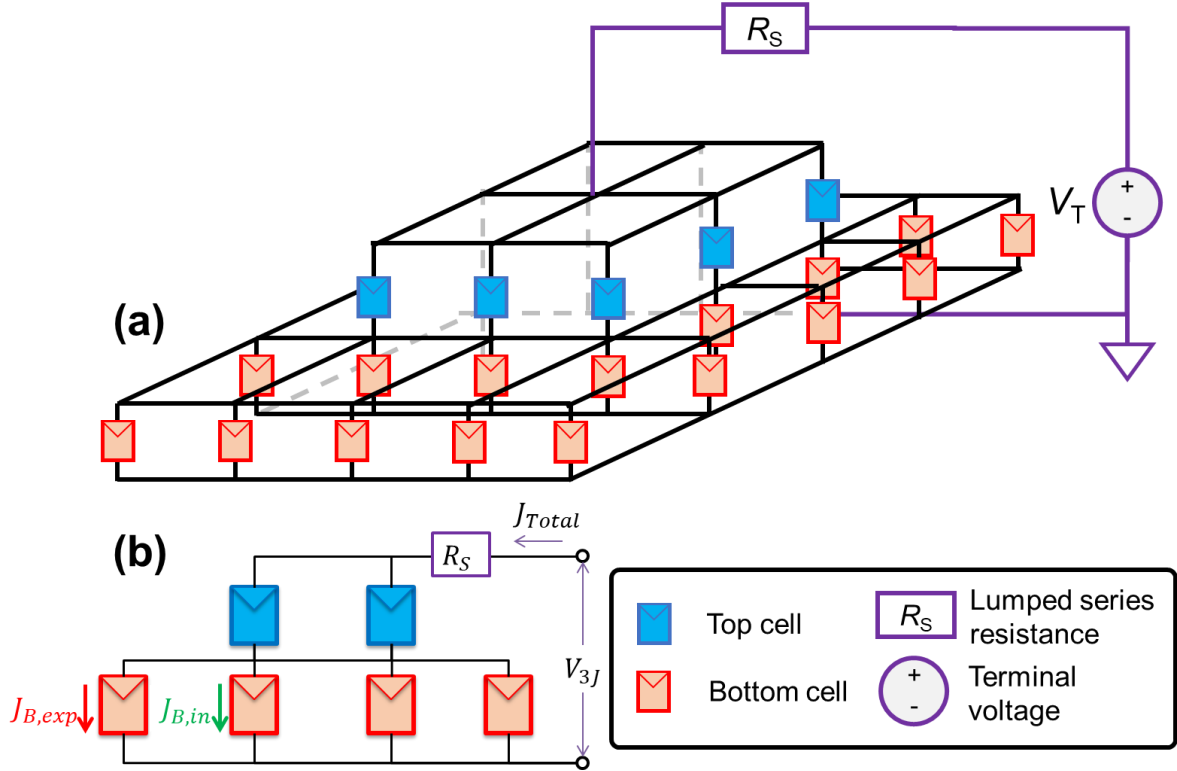 R_S
+
V_T
-
(a)
(b)
J_Total
R_S
V_3J
J_B,exp
J_B,in
Top cell
Bottom cell
R_S
Lumped series
resistance
+
-
Terminal
voltage